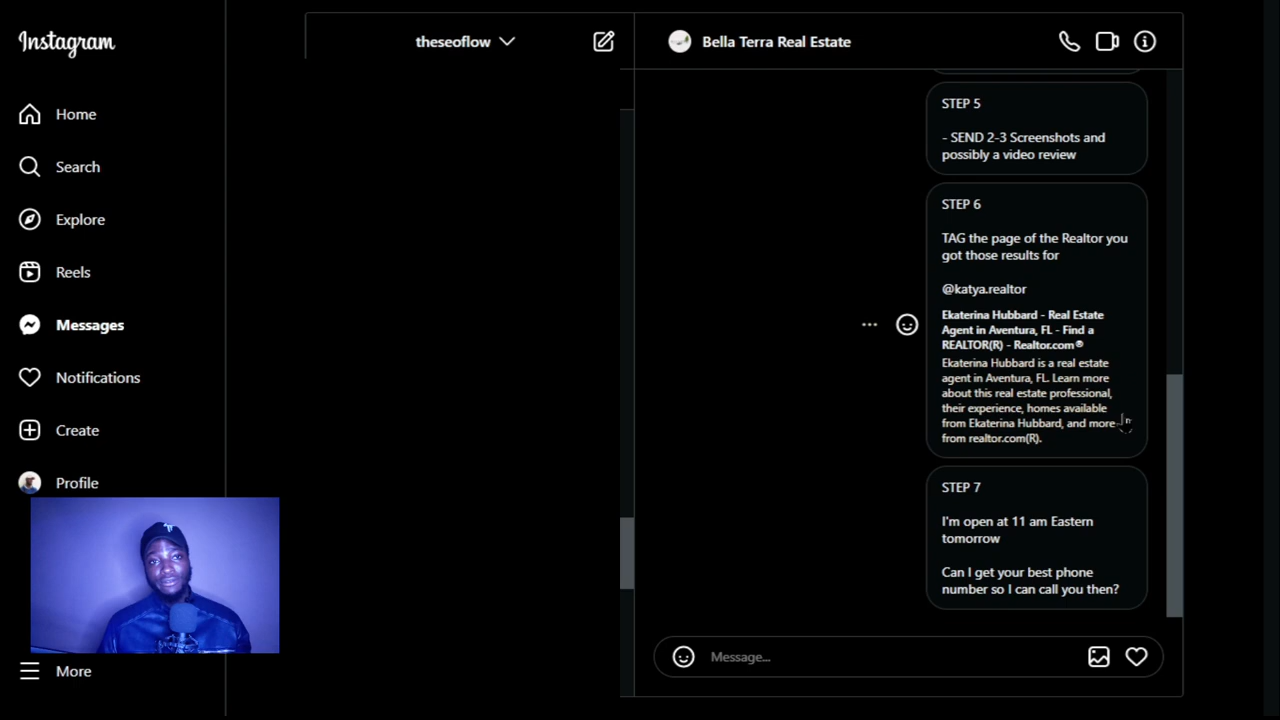 Instagram
Home
Search
Explore
Reels
Messages
Notifications
Create
Profile
More
theseoflow
Bella Terra Real Estate
STEP 5
- SEND 2-3 Screenshots and
possibly a video review
STEP 6
TAG the page of the Realtor you
got those results for
@katya.realtor
Ekaterina Hubbard - Real Estate
Agent in Aventura, FL - Find a
REALTOR(R) - Realtor.com®
Ekaterina Hubbard is a real estate
agent in Aventura, FL. Learn more
about this real estate professional,
their experience, homes available
from Ekaterina Hubbard, and more
from realtor.com(R).
STEP 7
I'm open at 11 am Eastern
tomorrow
Can I get your best phone
number so I can call you then?
Message...